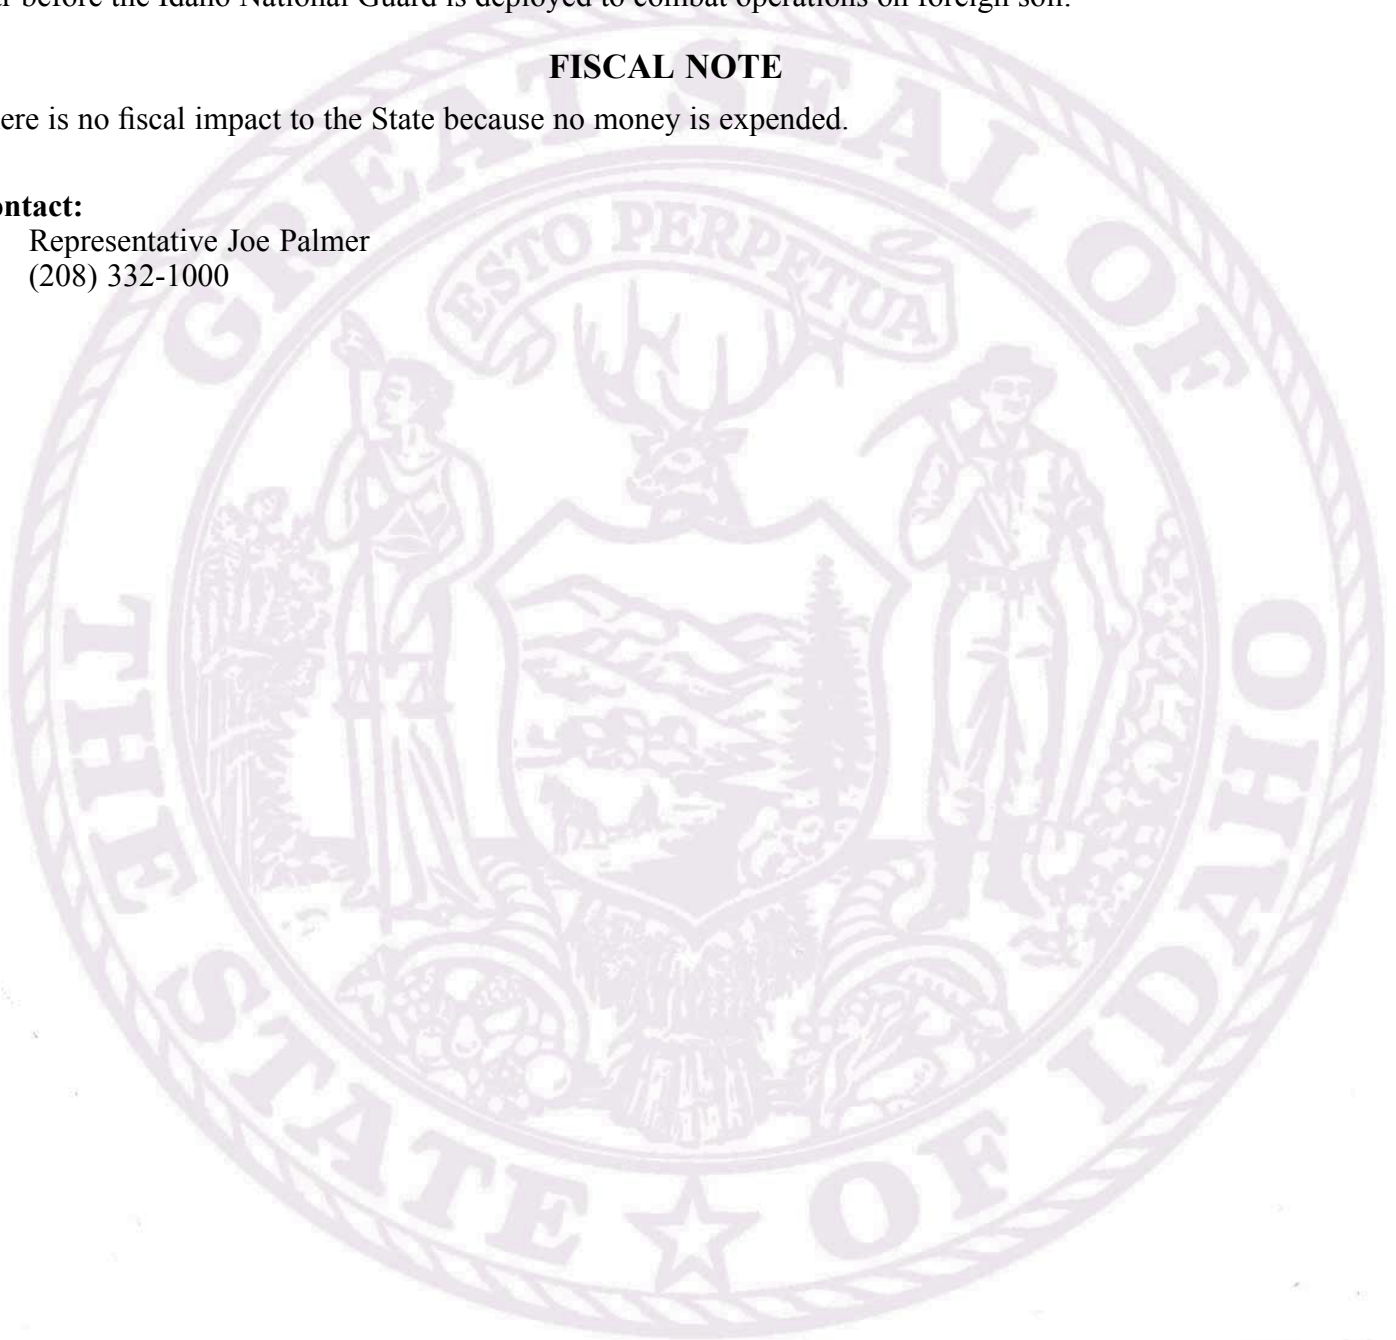 before the Idaho National Guard is deployed to combat operations on foreign soil.
FISCAL NOTE
ere is no fiscal impact to the State because no money is expended.
ontact:
Representative Joe Palmer
(208) 332-1000
GREAT SEAL OF
ESTO PERPETUA
THE
IDAHO
STATE ☆ OF